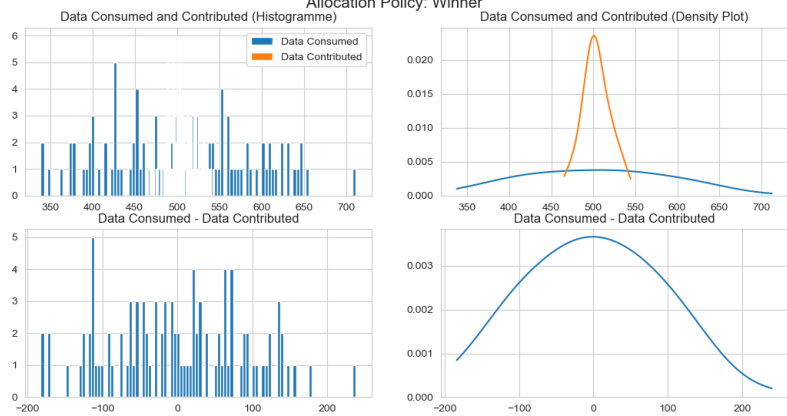 Allocation Policy: Winner
Data Consumed and Contributed (Histogramme)
Data Consumed and Contributed (Density Plot)
6
5
4
3
2
1
0
Data Consumed
Data Contributed
350 400 450 500 550 600 650 700
0.020
0.015
0.010
0.005
0.000
350 400 450 500 550 600 650 700
Data Consumed - Data Contributed
Data Consumed - Data Contributed
5
4
3
2
1
0
−200 −100 0 100 200
0.003
0.002
0.001
0.000
−200 −100 0 100 200